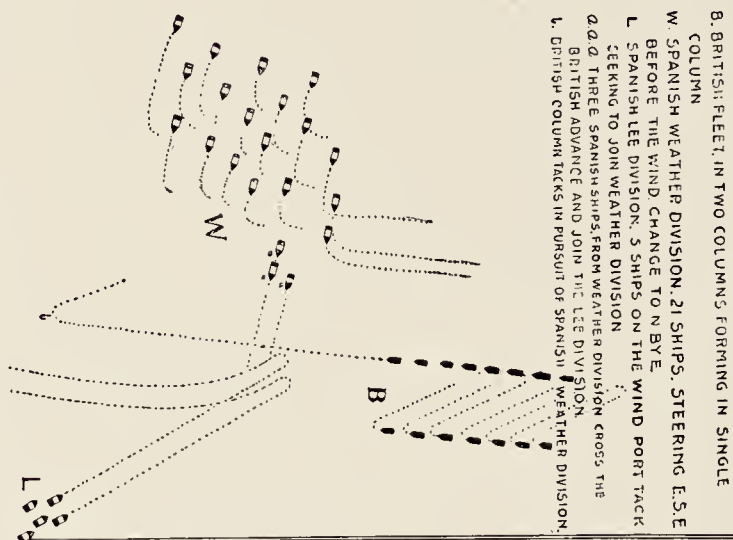 B. BRITISH FLEET, IN TWO COLUMNS FORMING IN SINGLE
COLUMN
W. SPANISH WEATHER DIVISION. 21 SHIPS. STEERING E.S.E
BEFORE THE WIND. CHANGE TO N BY E.
L SPANISH LEE DIVISION. 5 SHIPS ON THE WIND PORT TACK
SEEKING TO JOIN WEATHER DIVISION
a.a.a THREE SPANISH SHIPS, FROM WEATHER DIVISION CROSS THE
BRITISH ADVANCE AND JOIN THE LEE DIVISION.
BRITISH COLUMN TACKS IN PURSUIT OF SPANISH WEATHER DIVISION.
W
B
L